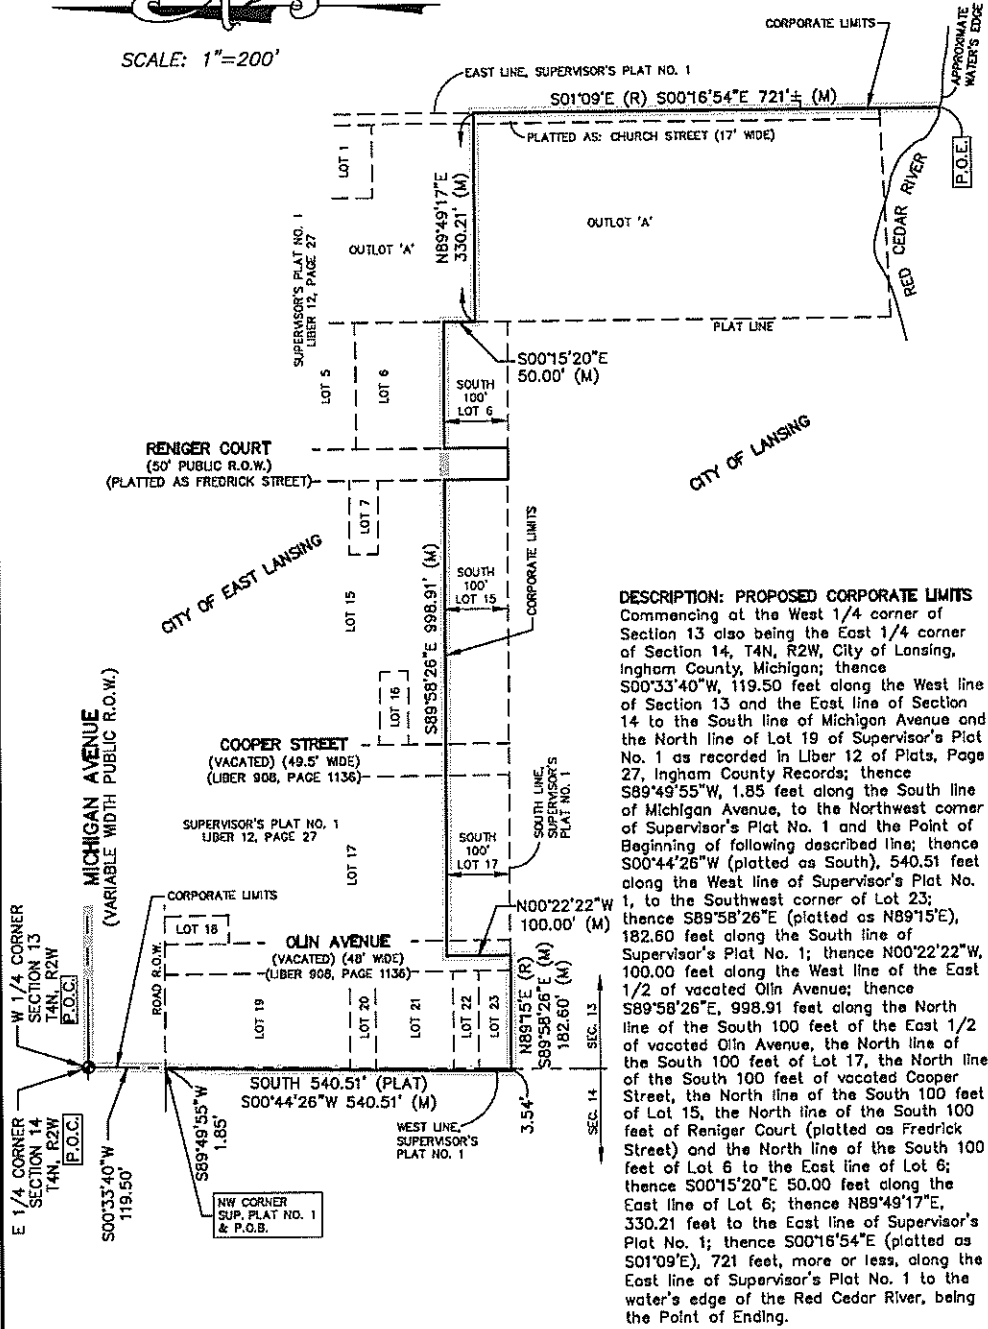 SCALE: 1"=200'
CORPORATE LIMITS
APPROXIMATE
WATER'S EDGE
EAST LINE, SUPERVISOR'S PLAT NO. 1
S01°09'E (R) S00°16'54"E 721'± (M)
PLATTED AS: CHURCH STREET (17' WIDE)
P.O.E.
LOT 1
N89°49'17"E
330.21' (M)
OUTLOT 'A'
OUTLOT 'A'
RED CEDAR RIVER
SUPERVISOR'S PLAT NO. 1
LIBER 12, PAGE 27
PLAT LINE
S00°15'20"E
50.00' (M)
LOT 5
LOT 6
SOUTH
100'
LOT 6
RENIGER COURT
(50' PUBLIC R.O.W.)
(PLATTED AS FREDRICK STREET)
CITY OF LANSING
LOT 7
CITY OF EAST LANSING
S89°58'26"E 998.91' (M)
CORPORATE LIMITS
SOUTH
100'
LOT 15
LOT 15
LOT 16
MICHIGAN AVENUE
(VARIABLE WIDTH PUBLIC R.O.W.)
COOPER STREET
(VACATED) (49.5' WIDE)
(LIBER 908, PAGE 1136)
SUPERVISOR'S PLAT NO. 1
LIBER 12, PAGE 27
SOUTH LINE,
SUPERVISOR'S
PLAT NO. 1
LOT 17
SOUTH
100'
LOT 17
CORPORATE LIMITS
N00°22'22"W
100.00' (M)
LOT 18
OLIN AVENUE
(VACATED) (48' WIDE)
(LIBER 908, PAGE 1136)
W 1/4 CORNER
SECTION 13
T4N, R2W
P.O.C.
ROAD R.O.W.
LOT 19
LOT 20
LOT 21
LOT 22
LOT 23
N89°15'E (R)
S89°58'26"E (M)
182.60' (M)
SEC. 13
SEC. 14
SOUTH 540.51' (PLAT)
S00°44'26"W 540.51' (M)
3.54'
E 1/4 CORNER
SECTION 14
T4N, R2W
P.O.C.
S00°33'40"W
119.50'
S89°49'55"W
1.85'
WEST LINE,
SUPERVISOR'S
PLAT NO. 1
NW CORNER
SUP. PLAT NO. 1
& P.O.B.
DESCRIPTION: PROPOSED CORPORATE LIMITS
Commencing at the West 1/4 corner of
Section 13 also being the East 1/4 corner
of Section 14, T4N, R2W, City of Lansing,
Ingham County, Michigan; thence
S00°33'40"W, 119.50 feet along the West line
of Section 13 and the East line of Section
14 to the South line of Michigan Avenue and
the North line of Lot 19 of Supervisor's Plat
No. 1 as recorded in Liber 12 of Plats, Page
27, Ingham County Records; thence
S89°49'55"W, 1.85 feet along the South line
of Michigan Avenue, to the Northwest corner
of Supervisor's Plat No. 1 and the Point of
Beginning of following described line; thence
S00°44'26"W (platted as South), 540.51 feet
along the West line of Supervisor's Plat No.
1, to the Southwest corner of Lot 23;
thence S89°58'26"E (platted as N89°15'E),
182.60 feet along the South line of
Supervisor's Plat No. 1; thence N00°22'22"W,
100.00 feet along the West line of the East
1/2 of vacated Olin Avenue; thence
S89°58'26"E, 998.91 feet along the North
line of the South 100 feet of the East 1/2
of vacated Olin Avenue, the North line of
the South 100 feet of Lot 17, the North line
of the South 100 feet of vacated Cooper
Street, the North line of the South 100 feet
of Lot 15, the North line of the South 100
feet of Reniger Court (platted as Fredrick
Street) and the North line of the South 100
feet of Lot 6 to the East line of Lot 6;
thence S00°15'20"E 50.00 feet along the
East line of Lot 6; thence N89°49'17"E,
330.21 feet to the East line of Supervisor's
Plat No. 1; thence S00°16'54"E (platted as
S01°09'E), 721 feet, more or less, along the
East line of Supervisor's Plat No. 1 to the
water's edge of the Red Cedar River, being
the Point of Ending.